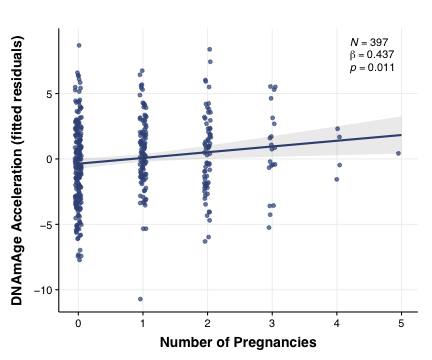 N = 397
β = 0.437
p = 0.011
DNAmAge Acceleration (fitted residuals)
5
0
−5
−10
0 1 2 3 4 5
Number of Pregnancies